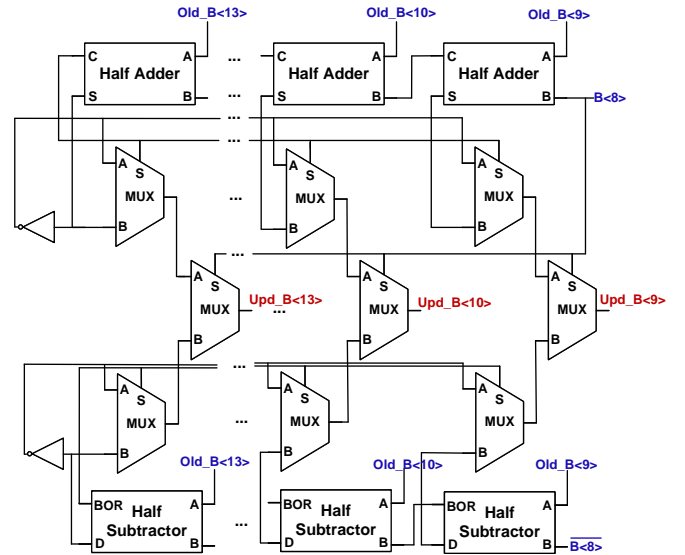 Old_B<13> Old_B<10> Old_B<9>
C Half Adder A ... C Half Adder A C Half Adder A
S B ... S B S B B<8>
...
...
A S MUX B ... A S MUX B A S MUX B
...
A S MUX B Upd_B<13> ... A S MUX B Upd_B<10> A S MUX B Upd_B<9>
...
...
A S MUX B ... A S MUX B A S MUX B
Old_B<13> Old_B<10> Old_B<9>
BOR Half A BOR Half A BOR Half A
D Subtractor B ... D Subtractor B D Subtractor B B<8>